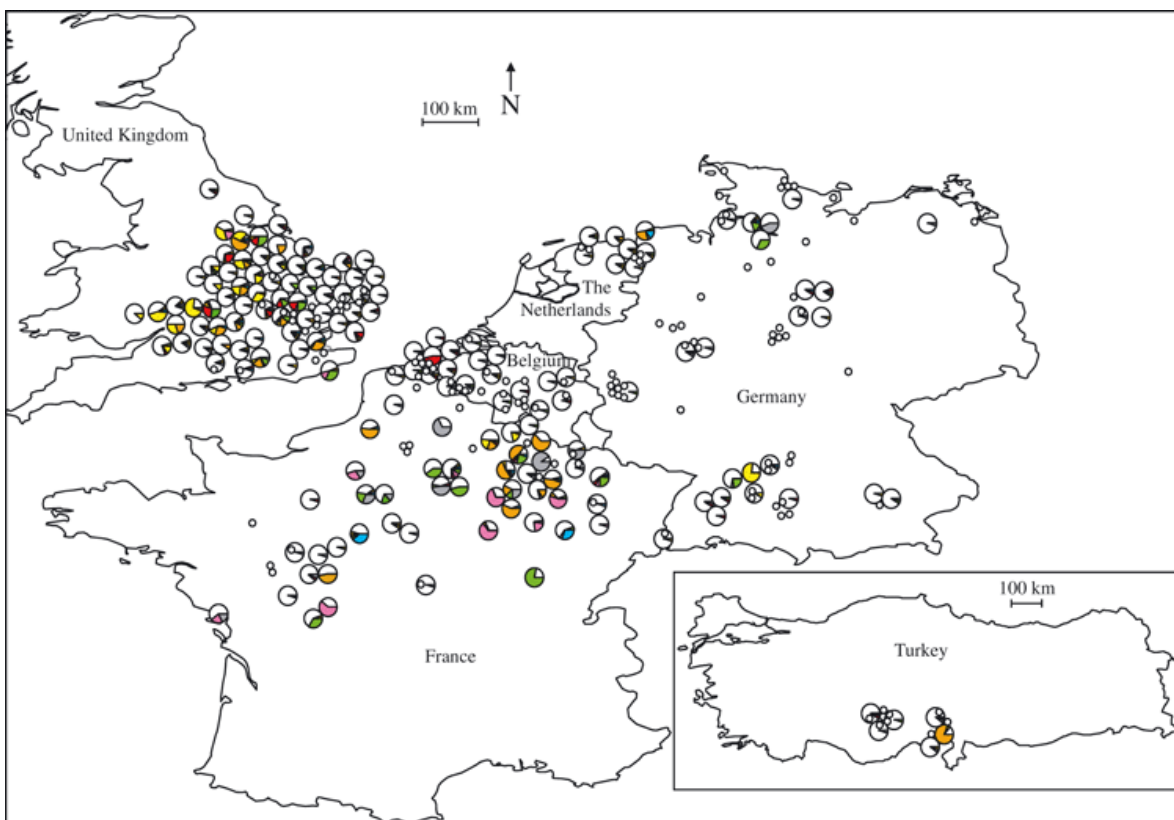 United Kingdom
100 km
N
The
Netherlands
Belgium
Germany
France
100 km
Turkey